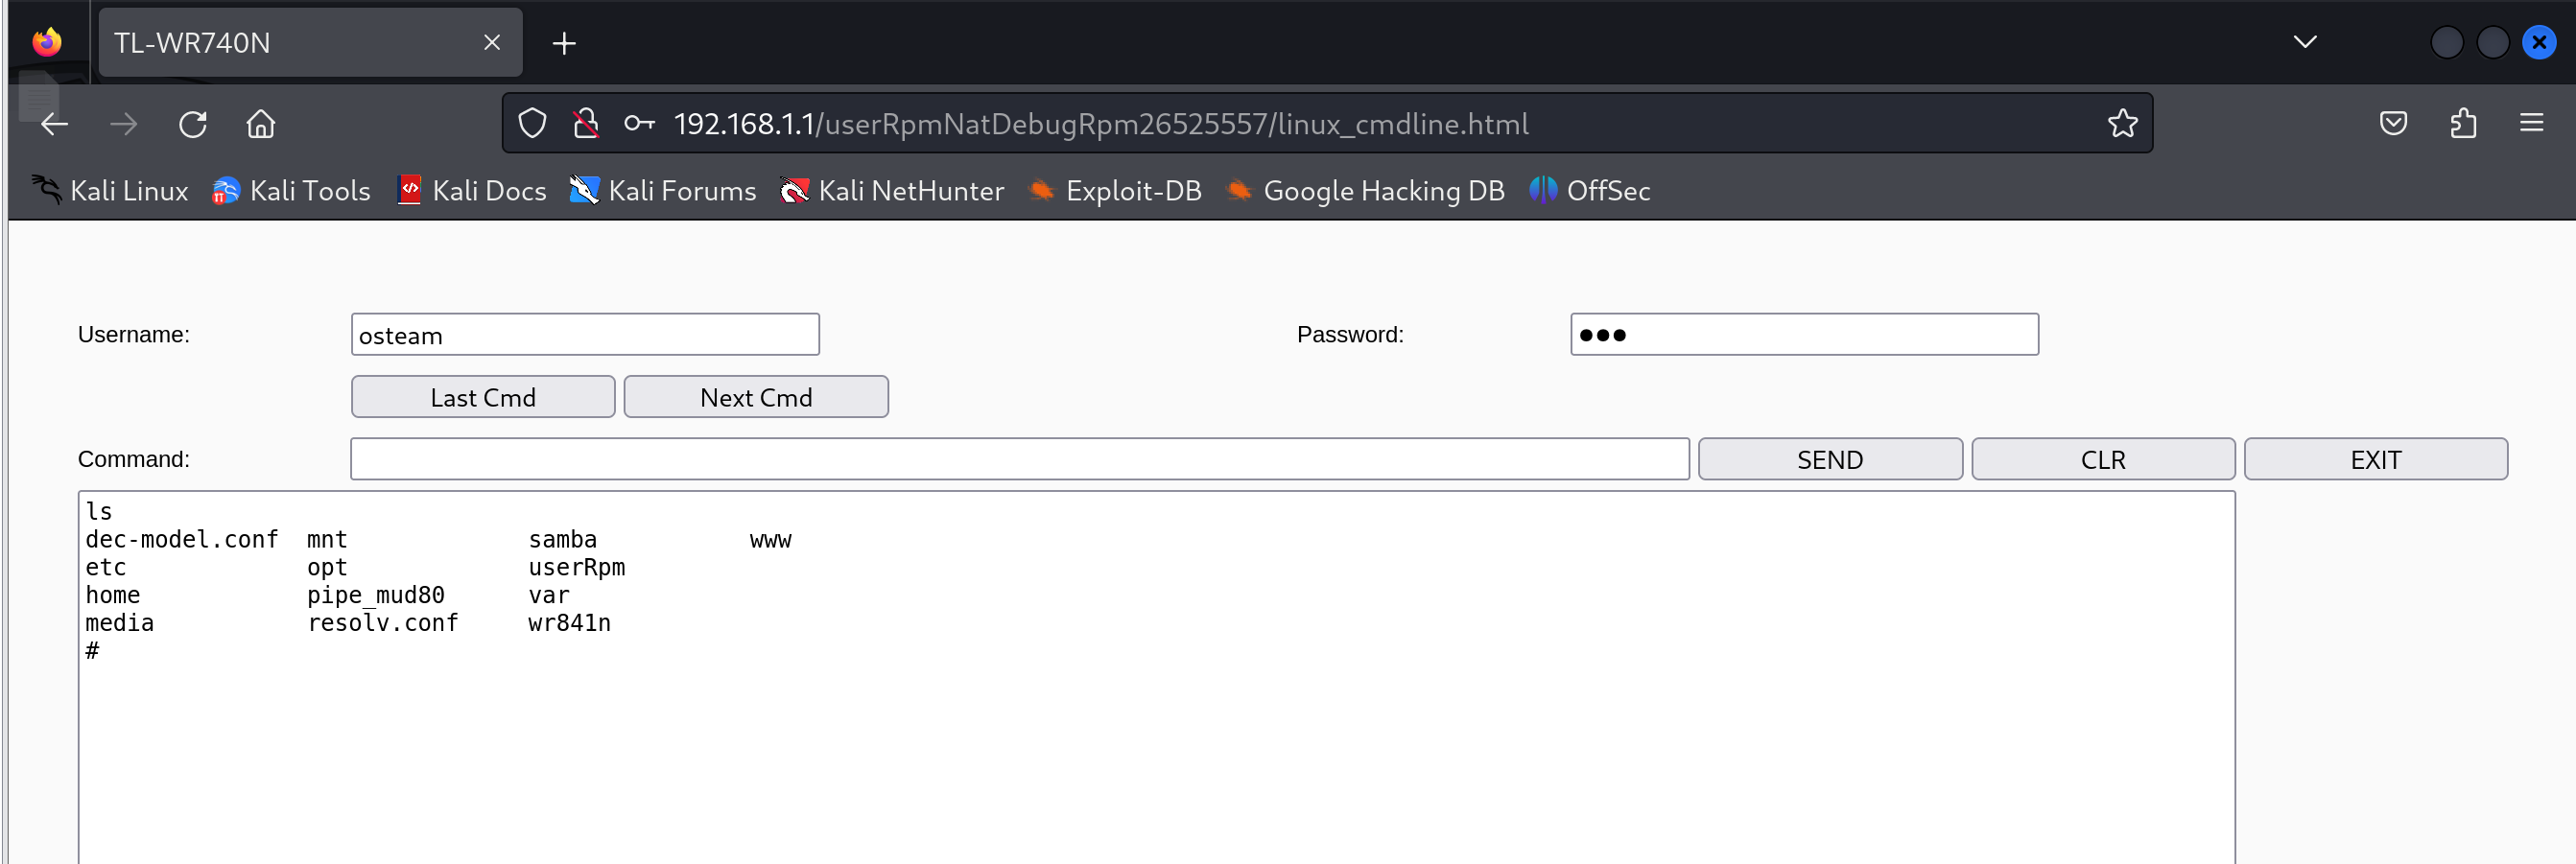 TL-WR740N
192.168.1.1/userRpmNatDebugRpm26525557/linux_cmdline.html
Kali Linux Kali Tools Kali Docs Kali Forums Kali NetHunter Exploit-DB Google Hacking DB OffSec
Username: osteam Password: •••
Last Cmd Next Cmd
Command: SEND CLR EXIT
ls
dec-model.conf mnt samba www
etc opt userRpm
home pipe_mud80 var
media resolv.conf wr841n
#